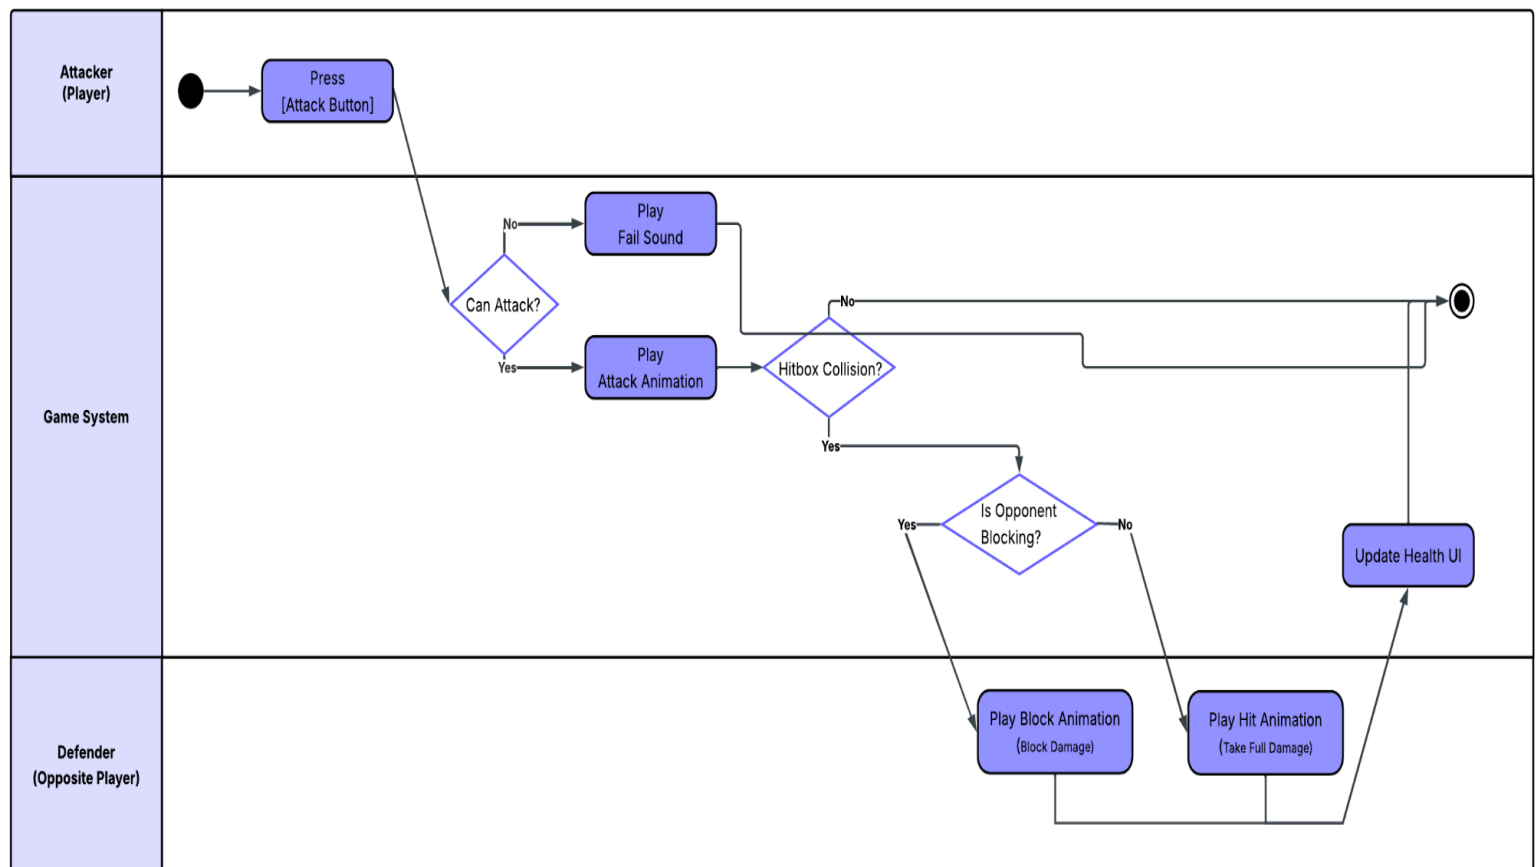 Attacker
(Player)
Press
[Attack Button]
Game System
No
Play
Fail Sound
Can Attack?
Yes
Play
Attack Animation
No
Hitbox Collision?
Yes
Is Opponent
Blocking?
Yes
No
Update Health UI
Defender
(Opposite Player)
Play Block Animation
(Block Damage)
Play Hit Animation
(Take Full Damage)